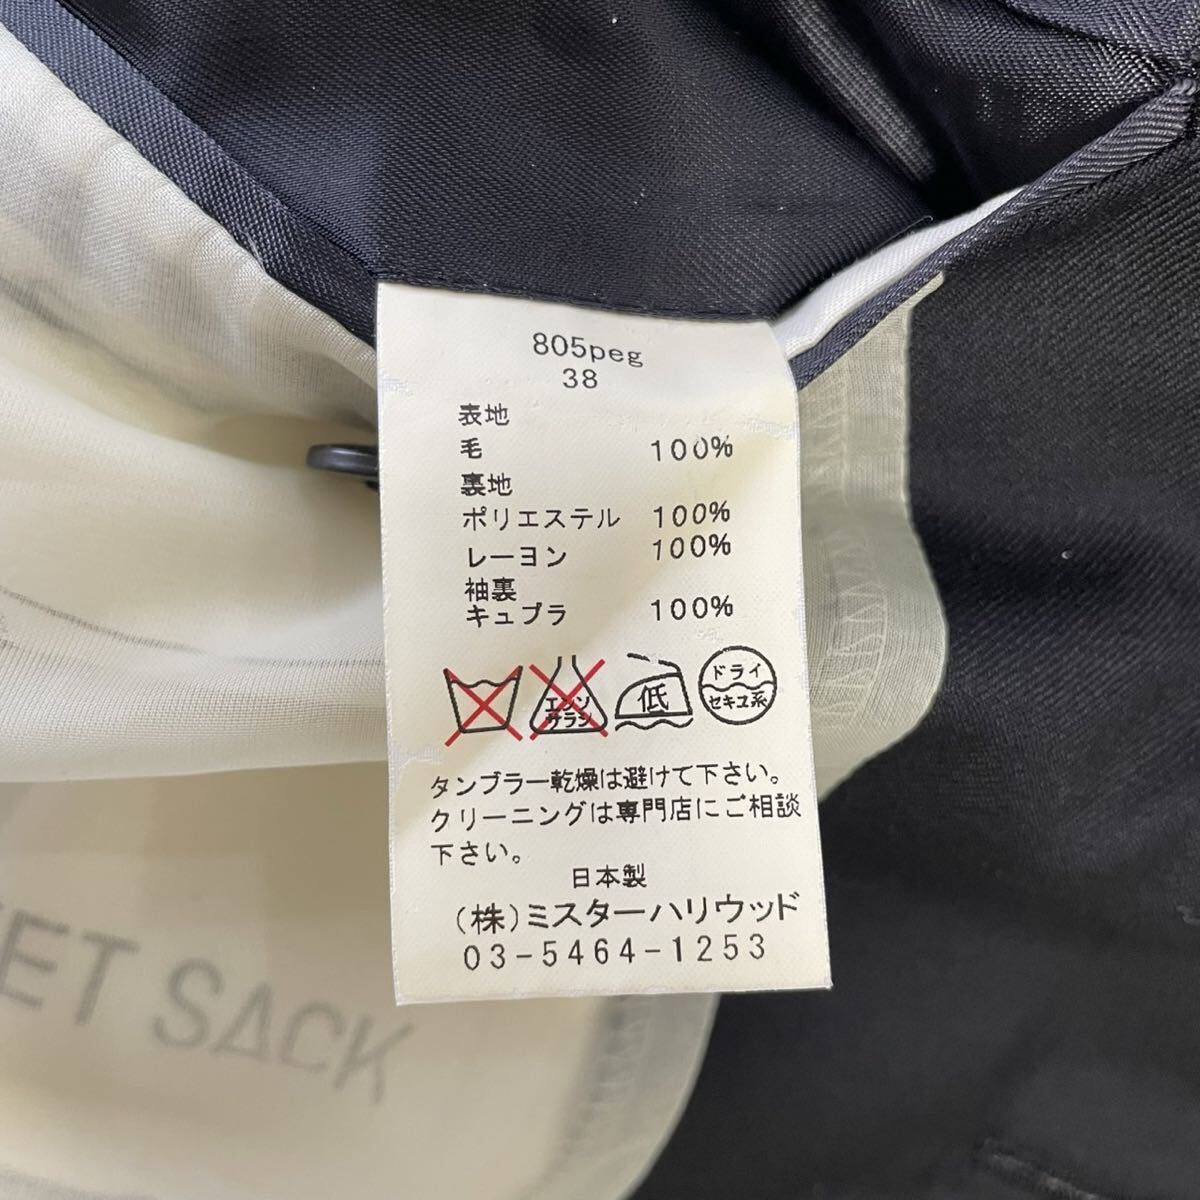 805peg
38
表地
毛 100%
裏地
ポリエステル 100%
レーヨン 100%
袖裏
キュプラ 100%
エンソ
サラシ
低
ドライ
セキユ系
タンブラー乾燥は避けて下さい。
クリーニングは専門店にご相談
下さい。
日本製
(株)ミスターハリウッド
03-5464-1253
ET SACK